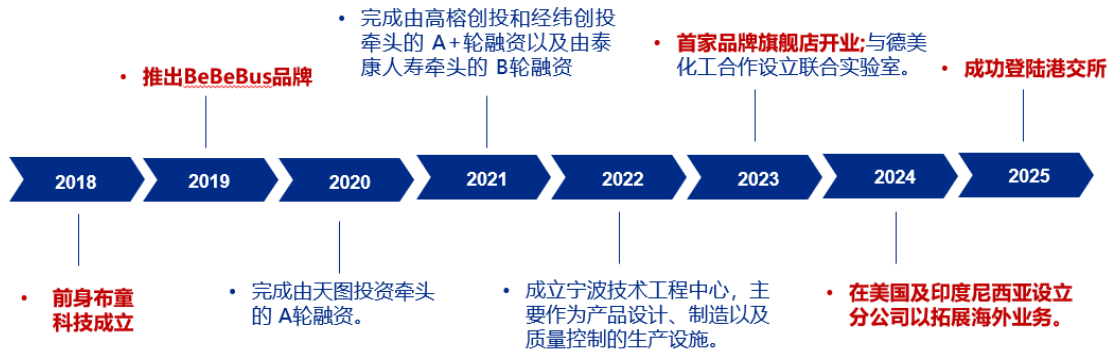 完成由高榕创投和经纬创投
牵头的 A+轮融资以及由泰
康人寿牵头的 B轮融资
首家品牌旗舰店开业;与德美
化工合作设立联合实验室。
推出BeBeBus品牌
成功登陆港交所
2018
2019
2020
2021
2022
2023
2024
2025
前身布童
科技成立
完成由天图投资牵头
的 A轮融资。
成立宁波技术工程中心，主
要作为产品设计、制造以及
质量控制的生产设施。
在美国及印度尼西亚设立
分公司以拓展海外业务。